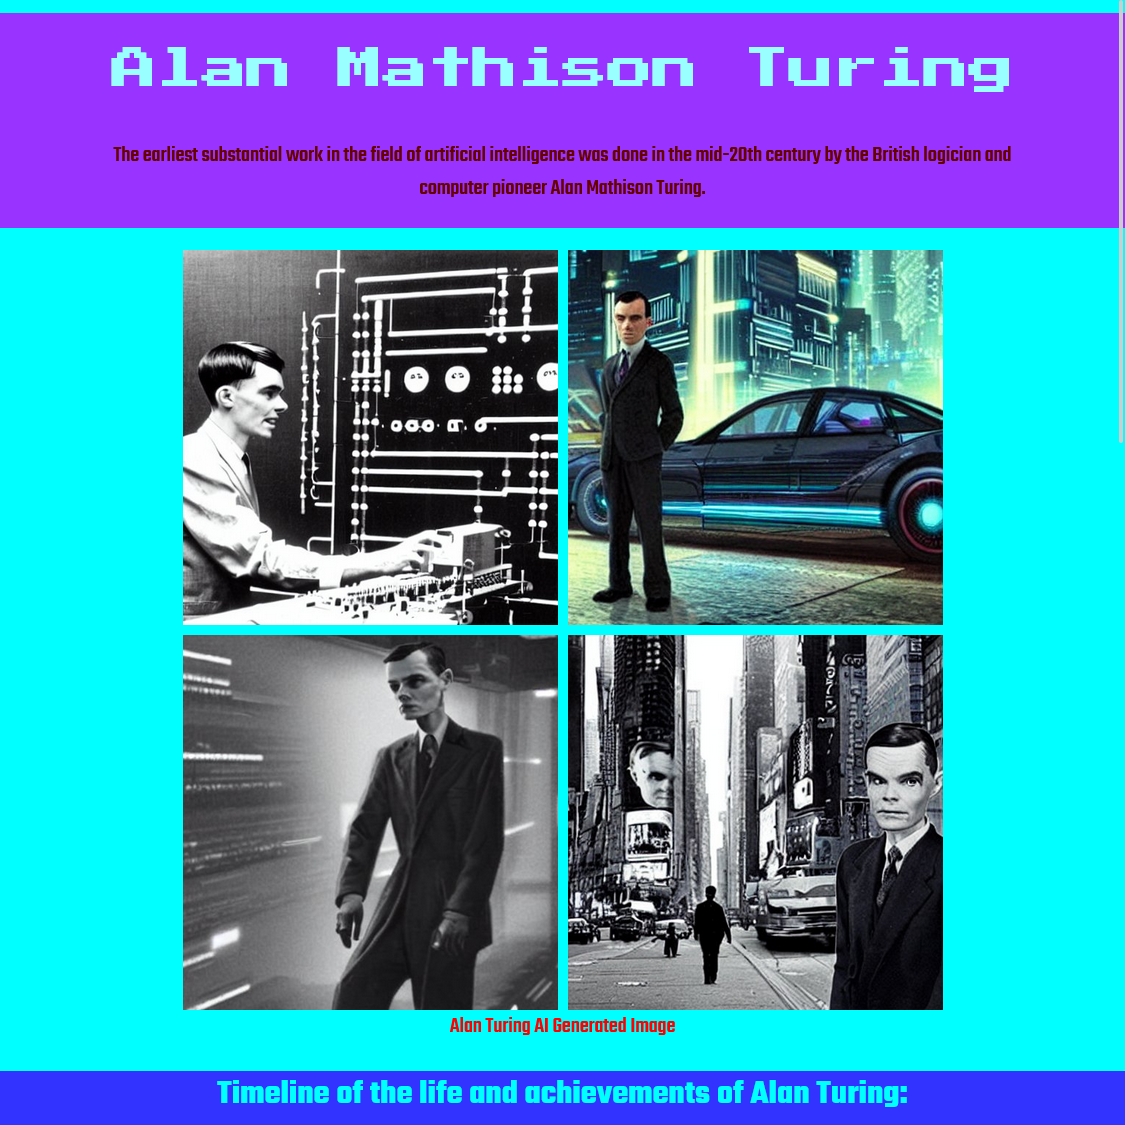 Alan Mathison Turing
The earliest substantial work in the field of artificial intelligence was done in the mid-20th century by the British logician and
computer pioneer Alan Mathison Turing.
Alan Turing AI Generated Image
Timeline of the life and achievements of Alan Turing: